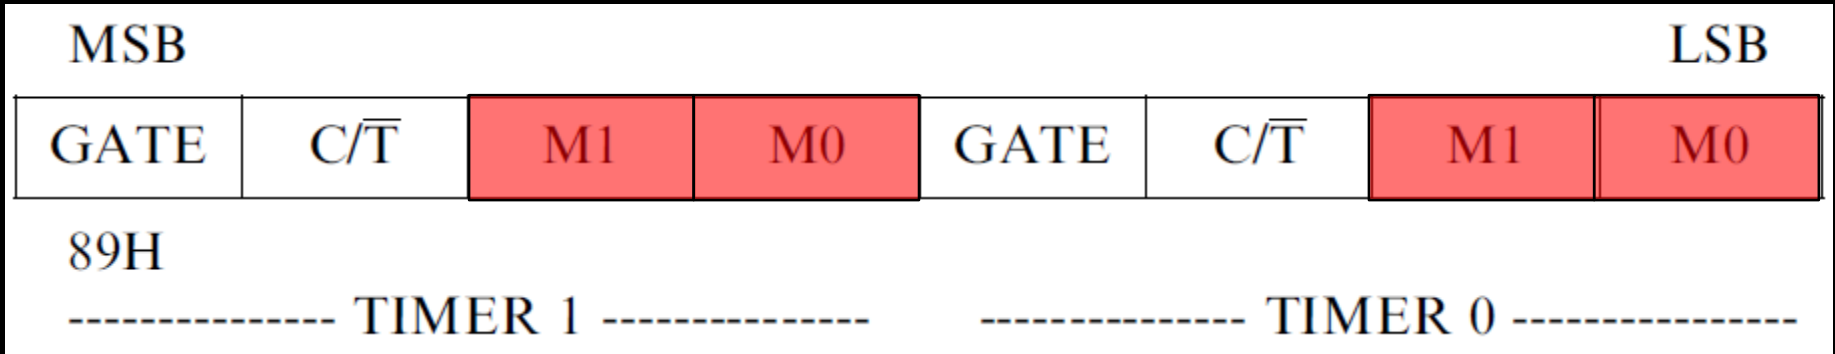 MSB LSB
GATE C/T̅ M1 M0 GATE C/T̅ M1 M0
89H
--------------- TIMER 1 --------------- --------------- TIMER 0 ----------------